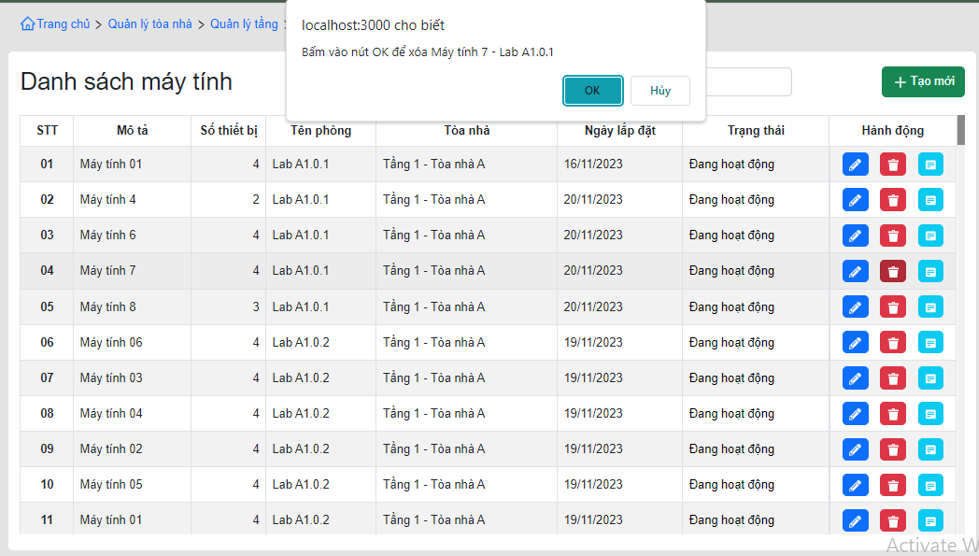 Trang chủ > Quản lý tòa nhà > Quản lý tầng
localhost:3000 cho biết
Bấm vào nút OK để xóa Máy tính 7 - Lab A1.0.1
OK Hủy
Danh sách máy tính
+ Tạo mới
STT Mô tả Số thiết bị Tên phòng Tòa nhà Ngày lắp đặt Trạng thái Hành động
01 Máy tính 01 4 Lab A1.0.1 Tầng 1 - Tòa nhà A 16/11/2023 Đang hoạt động
02 Máy tính 4 2 Lab A1.0.1 Tầng 1 - Tòa nhà A 20/11/2023 Đang hoạt động
03 Máy tính 6 4 Lab A1.0.1 Tầng 1 - Tòa nhà A 20/11/2023 Đang hoạt động
04 Máy tính 7 4 Lab A1.0.1 Tầng 1 - Tòa nhà A 20/11/2023 Đang hoạt động
05 Máy tính 8 3 Lab A1.0.1 Tầng 1 - Tòa nhà A 20/11/2023 Đang hoạt động
06 Máy tính 06 4 Lab A1.0.2 Tầng 1 - Tòa nhà A 19/11/2023 Đang hoạt động
07 Máy tính 03 4 Lab A1.0.2 Tầng 1 - Tòa nhà A 19/11/2023 Đang hoạt động
08 Máy tính 04 4 Lab A1.0.2 Tầng 1 - Tòa nhà A 19/11/2023 Đang hoạt động
09 Máy tính 02 4 Lab A1.0.2 Tầng 1 - Tòa nhà A 19/11/2023 Đang hoạt động
10 Máy tính 05 4 Lab A1.0.2 Tầng 1 - Tòa nhà A 19/11/2023 Đang hoạt động
11 Máy tính 01 4 Lab A1.0.2 Tầng 1 - Tòa nhà A 19/11/2023 Đang hoạt động
Activate W